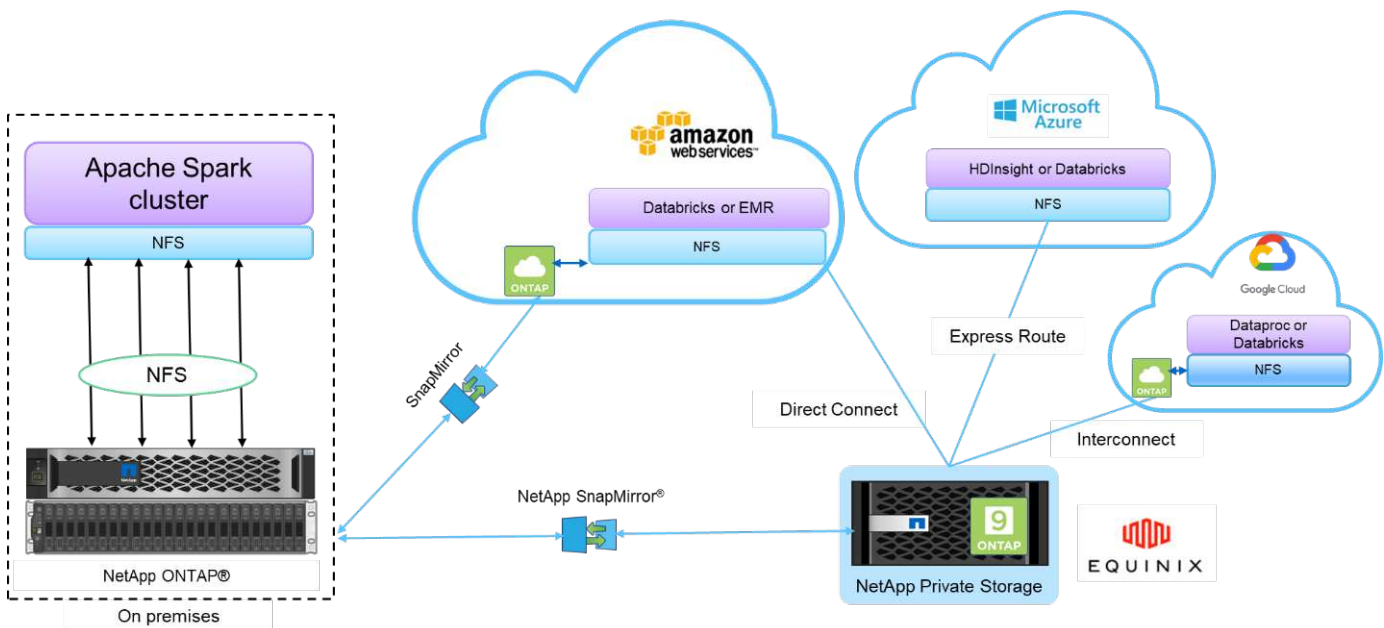 Apache Spark
cluster
NFS
NFS
NetApp
NetApp ONTAP®
On premises
amazon
web services™
Databricks or EMR
NFS
ONTAP
SnapMirror
NetApp SnapMirror®
Microsoft
Azure
HDInsight or Databricks
NFS
Express Route
Direct Connect
Interconnect
Google Cloud
Dataproc or
Databricks
NFS
ONTAP
9
ONTAP
NetApp Private Storage
EQUINIX